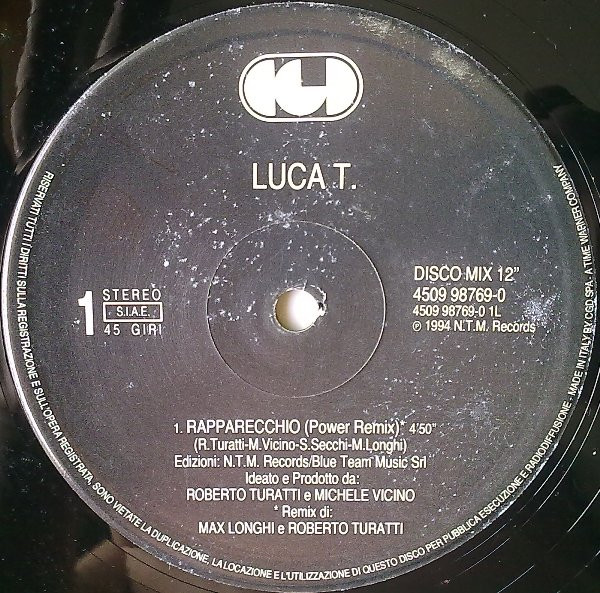 CGD
LUCA T.
DISCO MIX 12"
4509 98769-0
4509 98769-0 1L
℗ 1994 N.T.M. Records
1
STEREO
S.I.A.E.
45 GIRI
1. RAPPARECCHIO (Power Remix)* 4'50"
(R.Turatti-M.Vicino-S.Secchi-M.Longhi)
Edizioni: N.T.M. Records/Blue Team Music Srl
Ideato e Prodotto da:
ROBERTO TURATTI e MICHELE VICINO
* Remix di:
MAX LONGHI e ROBERTO TURATTI
RISERVATI TUTTI I DIRITTI SULLA REGISTRAZIONE E SULL'OPERA REGISTRATA. SONO VIETATE LA DUPLICAZIONE, LA LOCAZIONE E L'UTILIZZAZIONE DI QUESTO DISCO PER PUBBLICA ESECUZIONE E RADIODIFFUSIONE - MADE IN ITALY BY CGD SPA - A TIME WARNER COMPANY